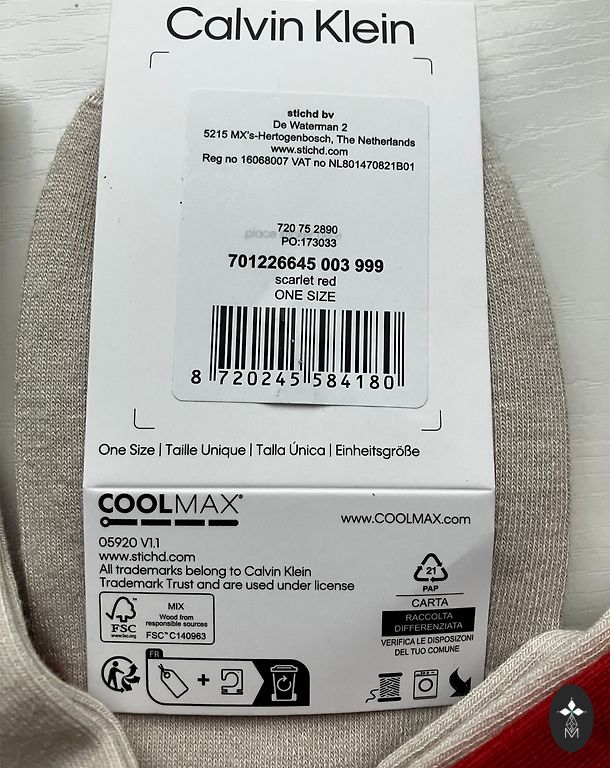 Calvin Klein
stichd bv
De Waterman 2
5215 MX's-Hertogenbosch, The Netherlands
www.stichd.com
Reg no 16068007 VAT no NL801470821B01
720 75 2890
place
PO:173033
701226645 003 999
scarlet red
ONE SIZE
8 720245 584180
One Size | Taille Unique | Talla Única | Einheitsgröße
COOLMAX®
www.COOLMAX.com
05920 V1.1
www.stichd.com
All trademarks belong to Calvin Klein
Trademark Trust and are used under license
FSC
www.fsc.org
MIX
Wood from
responsible sources
FSC™ C140963
21
PAP
CARTA
RACCOLTA
DIFFERENZIATA
VERIFICA LE DISPOSIZIONI
DEL TUO COMUNE
FR
+
M